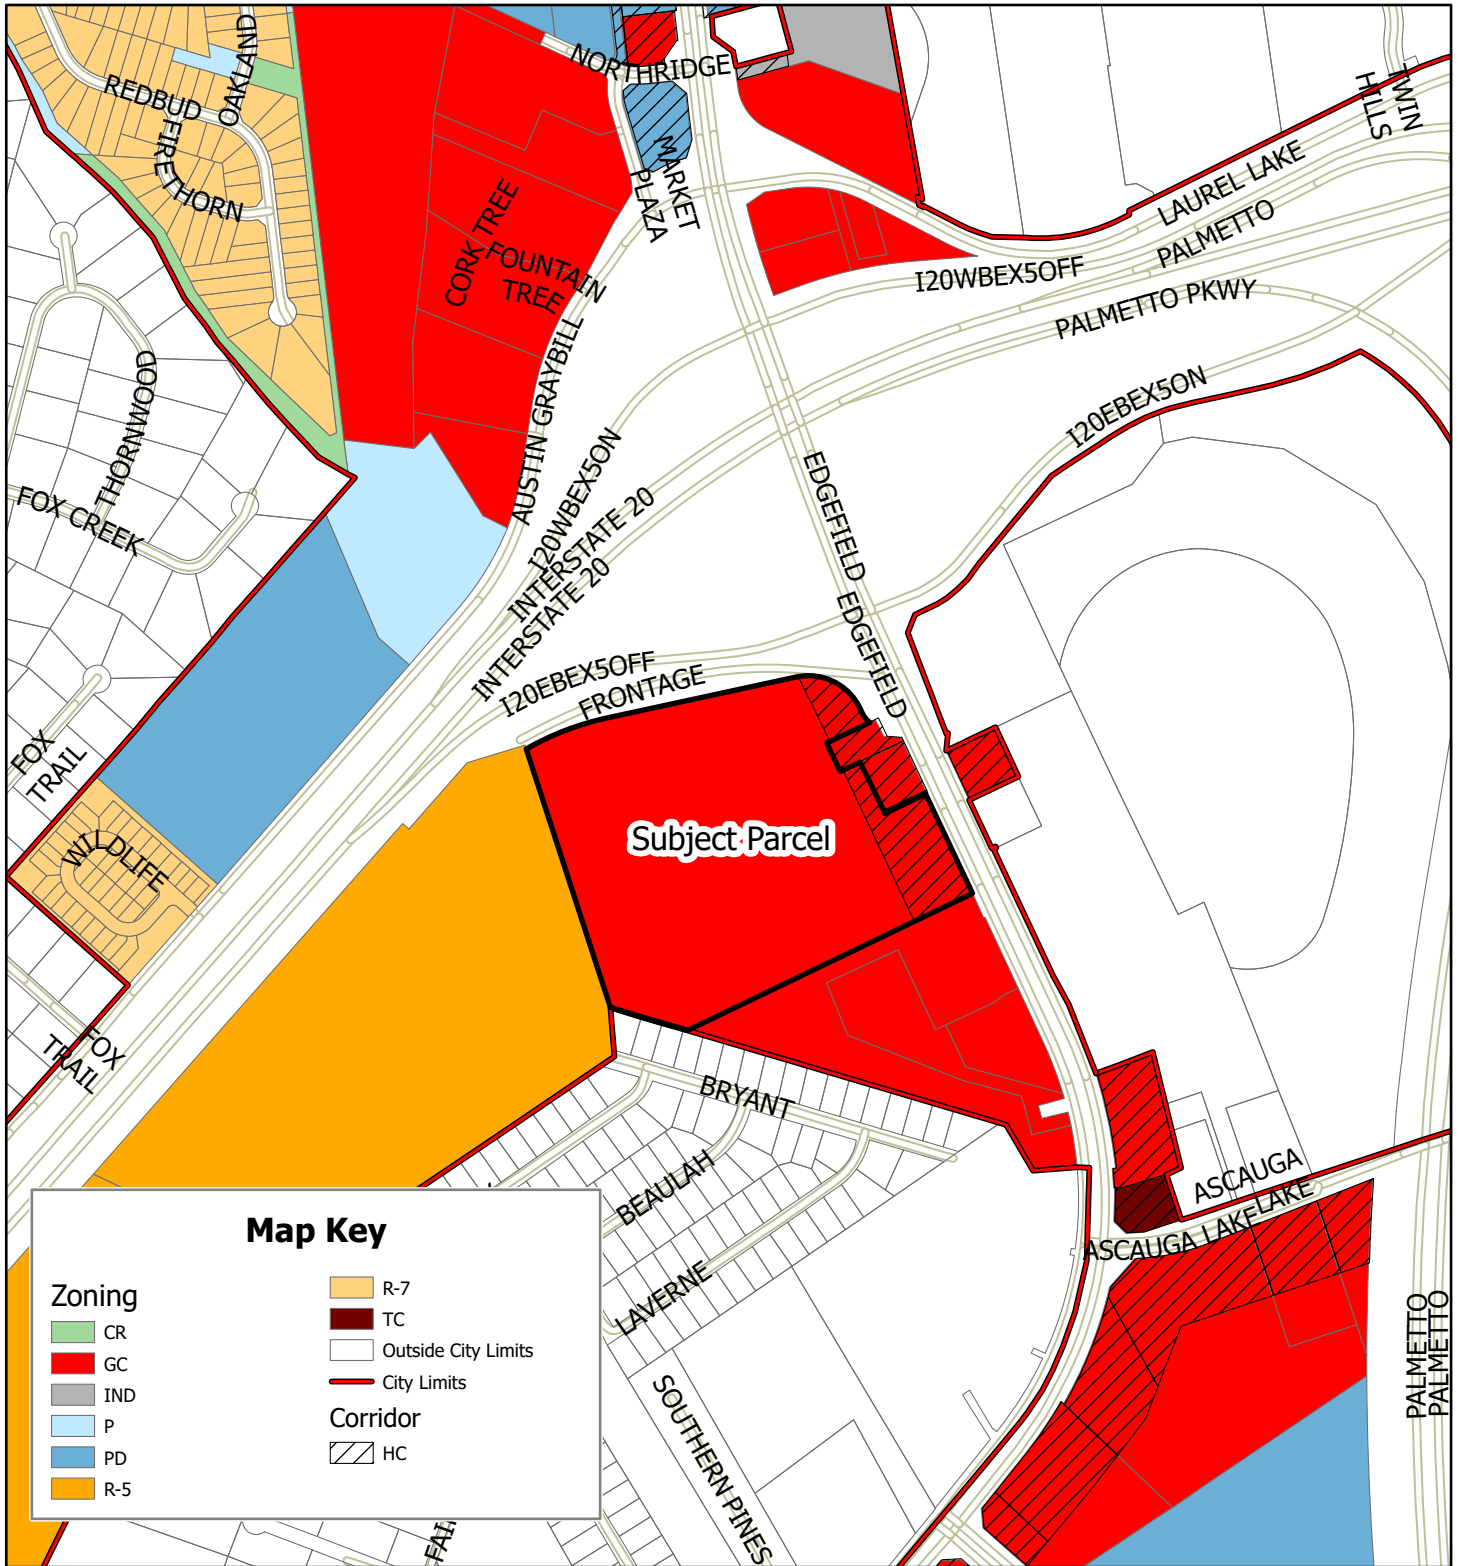 OAKLAND
REDBUD
FIRETHORN
NORTHRIDGE
MARKET
PLAZA
TWIN
HILLS
LAUREL LAKE
PALMETTO
I20WBEX5OFF
PALMETTO PKWY
CORK TREE
FOUNTAIN
TREE
AUSTIN GRAYBILL
THORNWOOD
FOX CREEK
I20WBEX5ON
INTERSTATE 20
INTERSTATE 20
I20EBEX5ON
EDGEFIELD
EDGEFIELD
I20EBEX5OFF
FRONTAGE
FOX
TRAIL
WILDLIFE
Subject Parcel
FOX
TRAIL
BRYANT
BEAULAH
LAVERNE
ASCAUGA
LAKE
ASCAUGA LAKE
SOUTHERN PINES
PALMETTO
PALMETTO
Map Key
Zoning
CR
GC
IND
P
PD
R-5
R-7
TC
Outside City Limits
City Limits
Corridor
HC